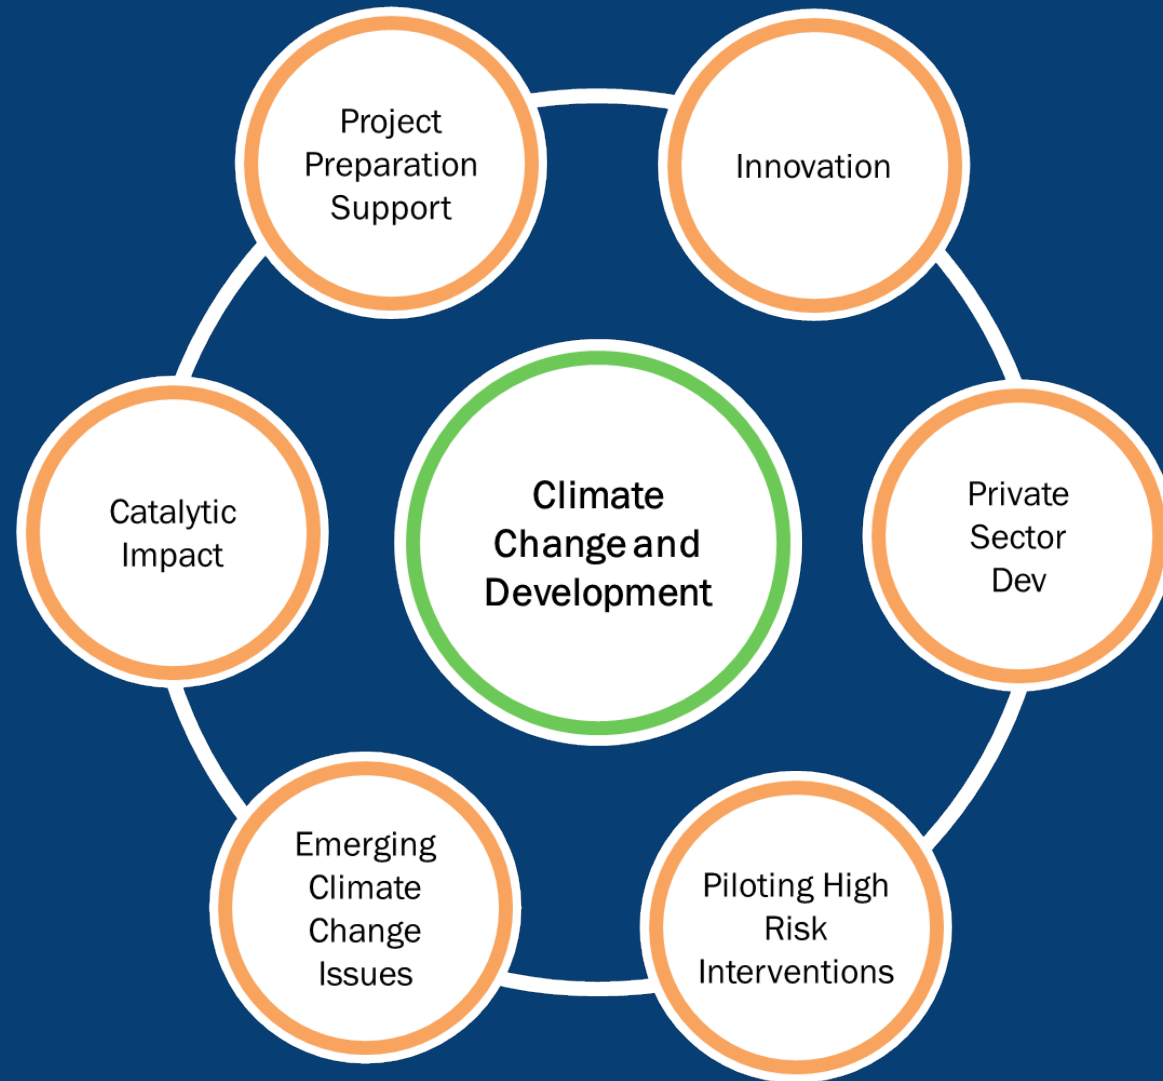 Project
Preparation
Support
Innovation
Catalytic
Impact
Climate
Change and
Development
Private
Sector
Dev
Emerging
Climate
Change
Issues
Piloting High
Risk
Interventions